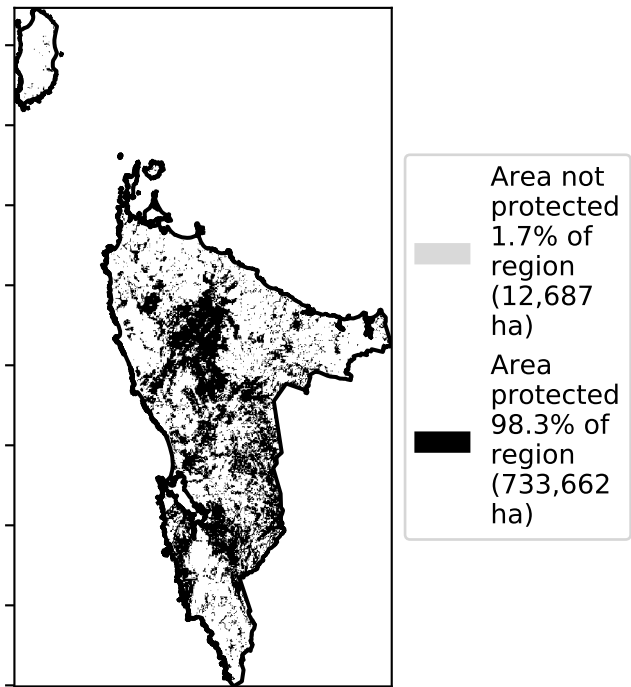 Area not
protected
1.7% of
region
(12,687
ha)
Area
protected
98.3% of
region
(733,662
ha)